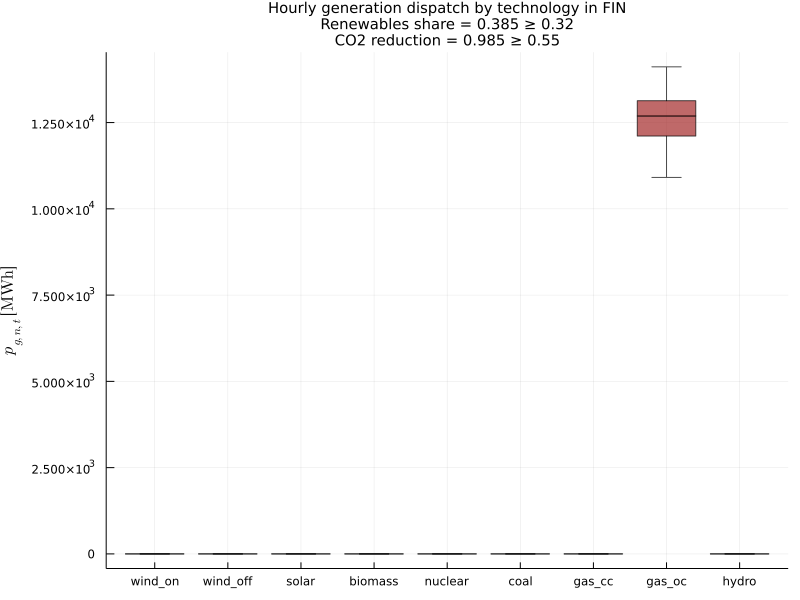 Hourly generation dispatch by technology in FIN
Renewables share = 0.385 ≥ 0.32
CO2 reduction = 0.985 ≥ 0.55
p_{g,n,t} [MWh]
1.250×10⁴
1.000×10⁴
7.500×10³
5.000×10³
2.500×10³
0
wind_on wind_off solar biomass nuclear coal gas_cc gas_oc hydro